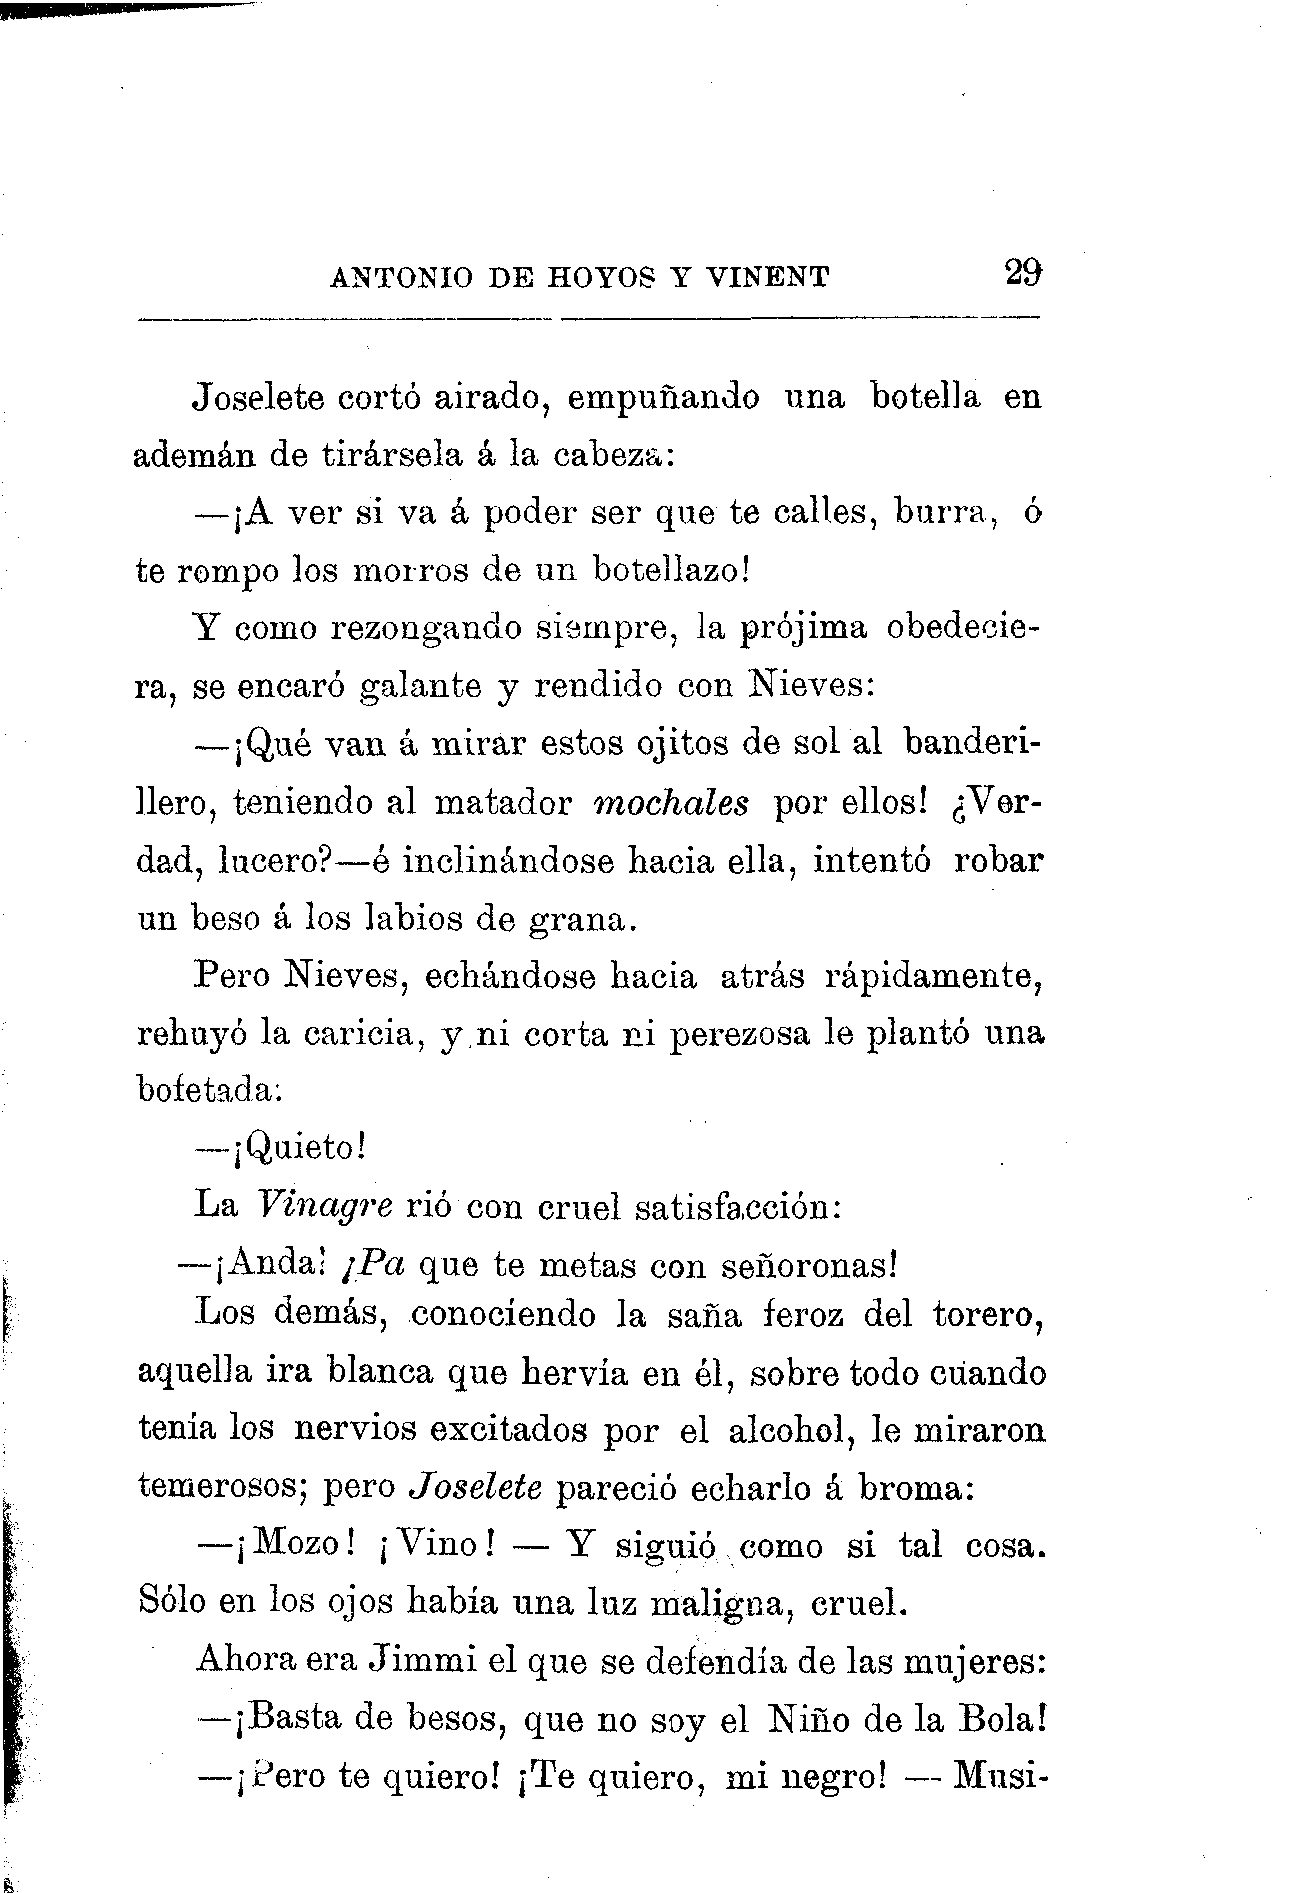 ANTONIO DE HOYOS Y VINENT 29
Joselete cortó airado, empuñando una botella en
ademán de tirársela á la cabeza:
—¡A ver si va á poder ser que te calles, burra, ó
te rompo los morros de un botellazo!
Y como rezongando siempre, la prójima obedecie-
ra, se encaró galante y rendido con Nieves:
—¡Qué van á mirar estos ojitos de sol al banderi-
llero, teniendo al matador mochales por ellos! ¿Ver-
dad, lucero?—é inclinándose hacia ella, intentó robar
un beso á los labios de grana.
Pero Nieves, echándose hacia atrás rápidamente,
rehuyó la caricia, y ni corta ni perezosa le plantó una
bofetada:
—¡Quieto!
La Vinagre rió con cruel satisfacción:
—¡Anda! ¡Pa que te metas con señoronas!
Los demás, conociendo la saña feroz del torero,
aquella ira blanca que hervía en él, sobre todo cuando
tenía los nervios excitados por el alcohol, le miraron
temerosos; pero Joselete pareció echarlo á broma:
—¡Mozo! ¡Vino! — Y siguió como si tal cosa.
Sólo en los ojos había una luz maligna, cruel.
Ahora era Jimmi el que se defendía de las mujeres:
—¡Basta de besos, que no soy el Niño de la Bola!
—¡Pero te quiero! ¡Te quiero, mi negro! — Musi-